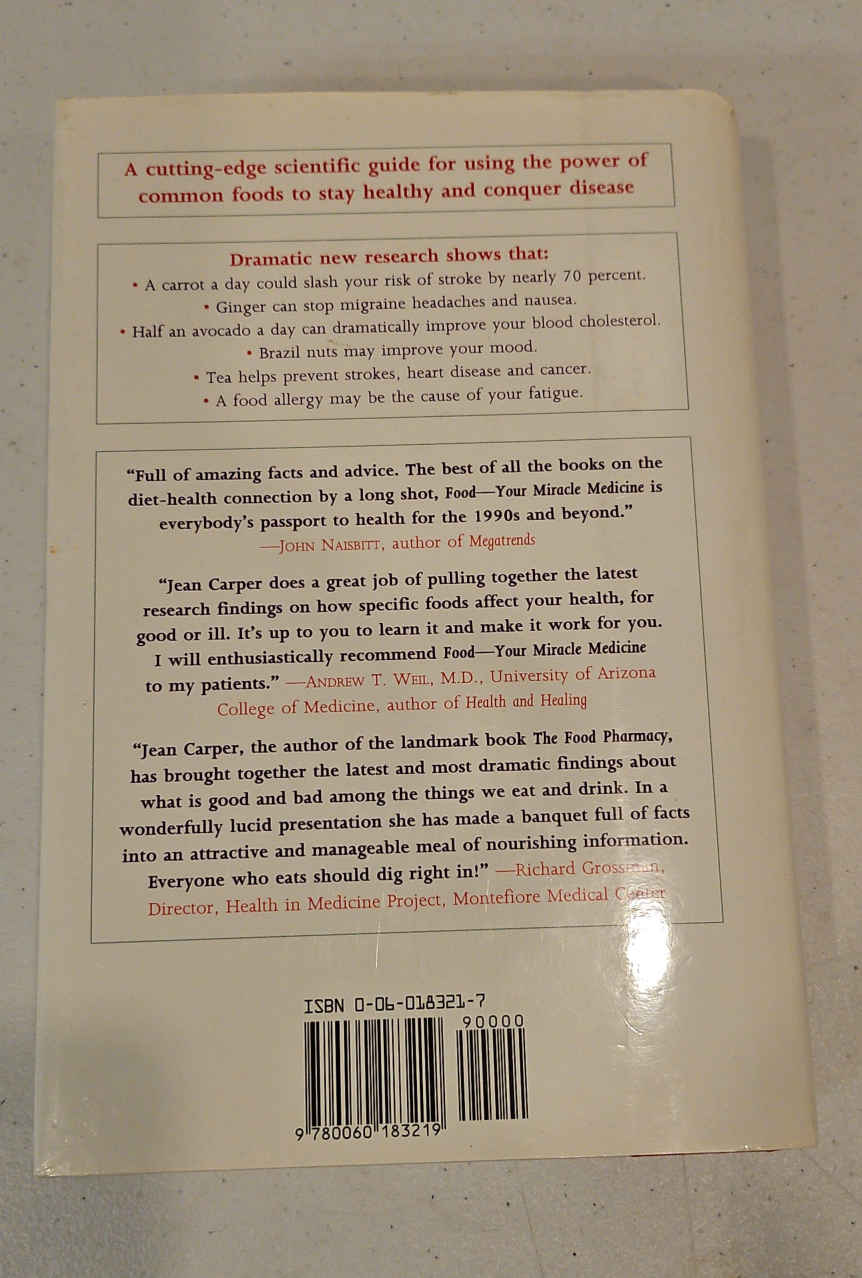 A cutting-edge scientific guide for using the power of
common foods to stay healthy and conquer disease
Dramatic new research shows that:
• A carrot a day could slash your risk of stroke by nearly 70 percent.
• Ginger can stop migraine headaches and nausea.
• Half an avocado a day can dramatically improve your blood cholesterol.
• Brazil nuts may improve your mood.
• Tea helps prevent strokes, heart disease and cancer.
• A food allergy may be the cause of your fatigue.
“Full of amazing facts and advice. The best of all the books on the
diet-health connection by a long shot, Food—Your Miracle Medicine is
everybody’s passport to health for the 1990s and beyond.”
—JOHN NAISBITT, author of Megatrends
“Jean Carper does a great job of pulling together the latest
research findings on how specific foods affect your health, for
good or ill. It’s up to you to learn it and make it work for you.
I will enthusiastically recommend Food—Your Miracle Medicine
to my patients.” —ANDREW T. WEIL, M.D., University of Arizona
College of Medicine, author of Health and Healing
“Jean Carper, the author of the landmark book The Food Pharmacy,
has brought together the latest and most dramatic findings about
what is good and bad among the things we eat and drink. In a
wonderfully lucid presentation she has made a banquet full of facts
into an attractive and manageable meal of nourishing information.
Everyone who eats should dig right in!” —Richard Grossman,
Director, Health in Medicine Project, Montefiore Medical Center
ISBN 0-06-018321-7
90000
9 780060 183219